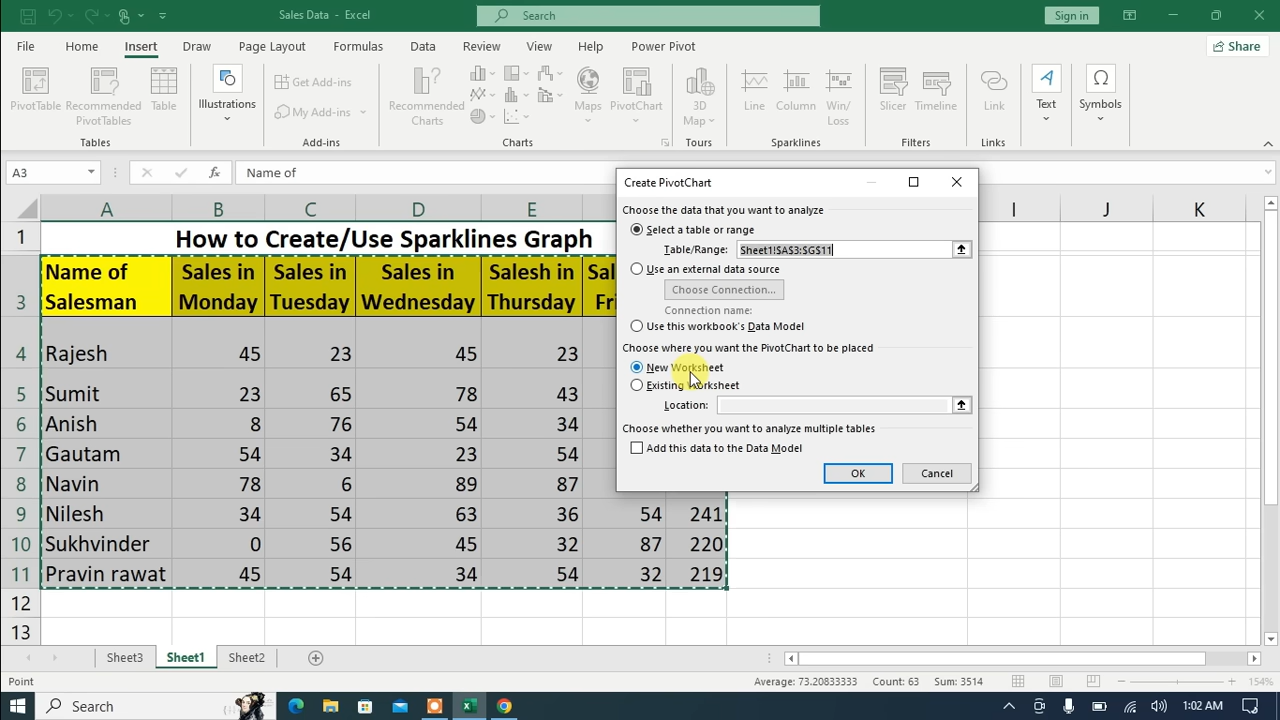 Sales Data - Excel
Search
Sign in
File Home Insert Draw Page Layout Formulas Data Review View Help Power Pivot Share
PivotTable Recommended PivotTables Table
Tables
Illustrations
Get Add-ins
My Add-ins
Add-ins
Recommended Charts
Maps PivotChart
Charts
3D Map
Tours
Line Column Win/Loss
Sparklines
Slicer Timeline
Filters
Link
Links
Text
Symbols
A3 fx Name of
A B C D E I J K
1 How to Create/Use Sparklines Graph
3 Name of Salesman Sales in Monday Sales in Tuesday Sales in Wednesday Salesh in Thursday
4 Rajesh 45 23 45 23
5 Sumit 23 65 78 43
6 Anish 8 76 54 34
7 Gautam 54 34 23 54
8 Navin 78 6 89 87
9 Nilesh 34 54 63 36 54 241
10 Sukhvinder 0 56 45 32 87 220
11 Pravin rawat 45 54 34 54 32 219
12
13
Create PivotChart
Choose the data that you want to analyze
Select a table or range
Table/Range: Sheet1!$A$3:$G$11
Use an external data source
Choose Connection...
Connection name:
Use this workbook's Data Model
Choose where you want the PivotChart to be placed
New Worksheet
Existing Worksheet
Location:
Choose whether you want to analyze multiple tables
Add this data to the Data Model
OK Cancel
Sheet3 Sheet1 Sheet2
Point Average: 73.20833333 Count: 63 Sum: 3514 154%
Search 1:02 AM